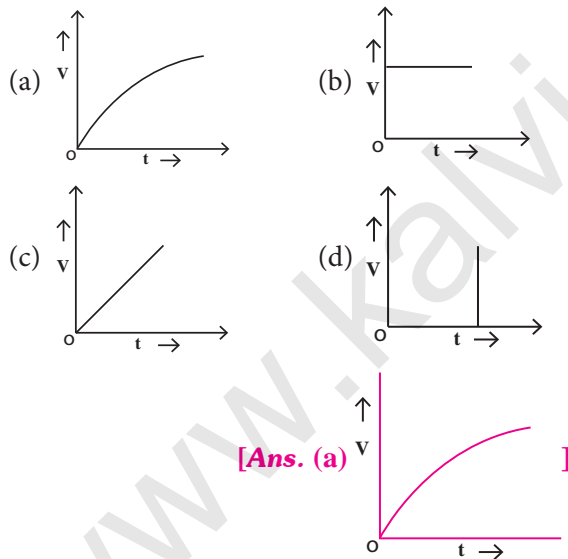 (a) V ↑ O t →
(b) V ↑ O t →
(c) V ↑ O t →
(d) V ↑ O t →
[Ans. (a) V ↑ O t → ]
www.kalvi